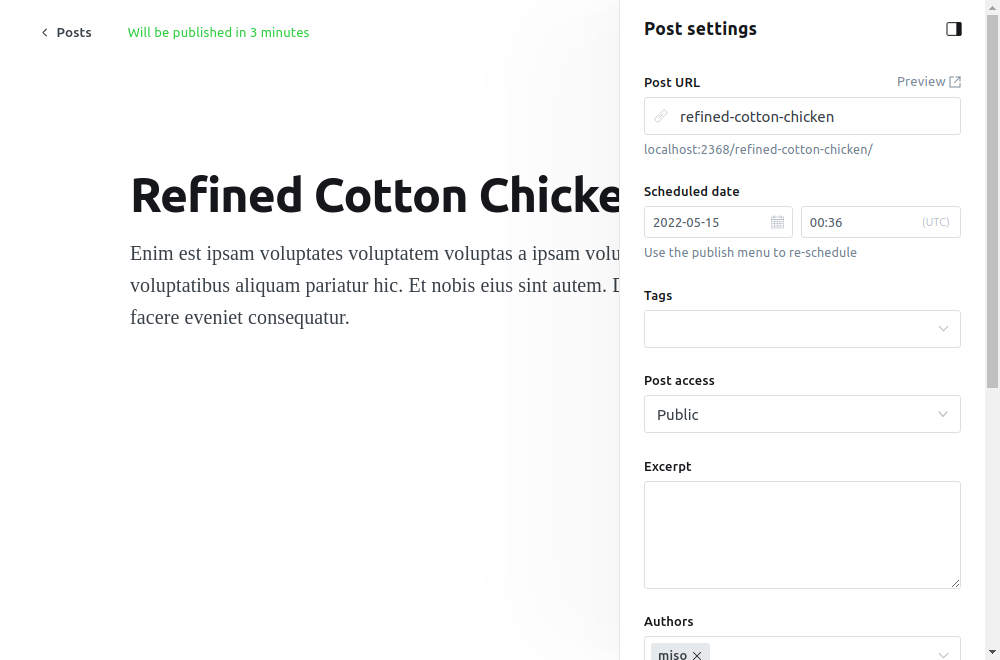 Posts
Will be published in 3 minutes
Refined Cotton Chicke
Enim est ipsam voluptates voluptatem voluptas a ipsam volu
voluptatibus aliquam pariatur hic. Et nobis eius sint autem.
facere eveniet consequatur.
Post settings
Post URL
Preview
refined-cotton-chicken
localhost:2368/refined-cotton-chicken/
Scheduled date
2022-05-15
00:36
(UTC)
Use the publish menu to re-schedule
Tags
Post access
Public
Excerpt
Authors
miso